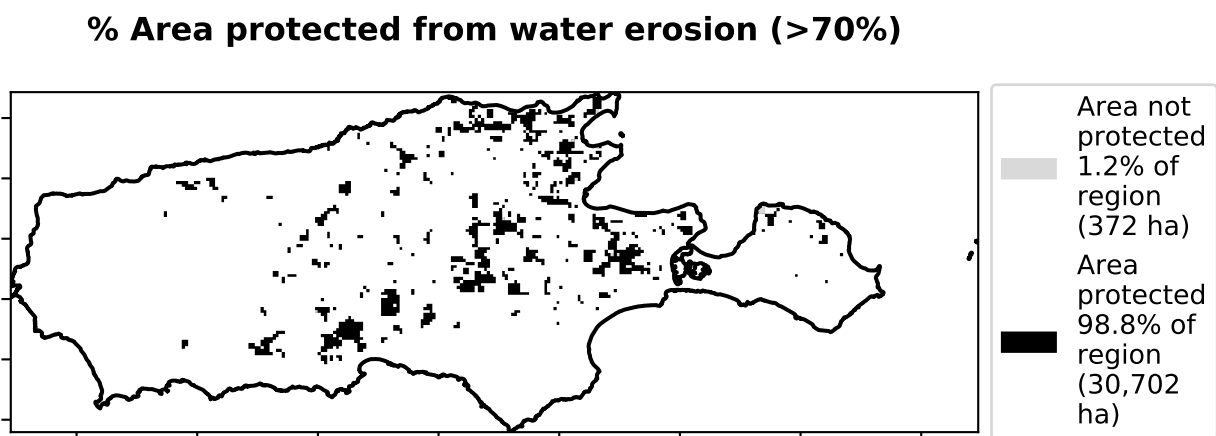 % Area protected from water erosion (>70%)
Area not
protected
1.2% of
region
(372 ha)
Area
protected
98.8% of
region
(30,702
ha)